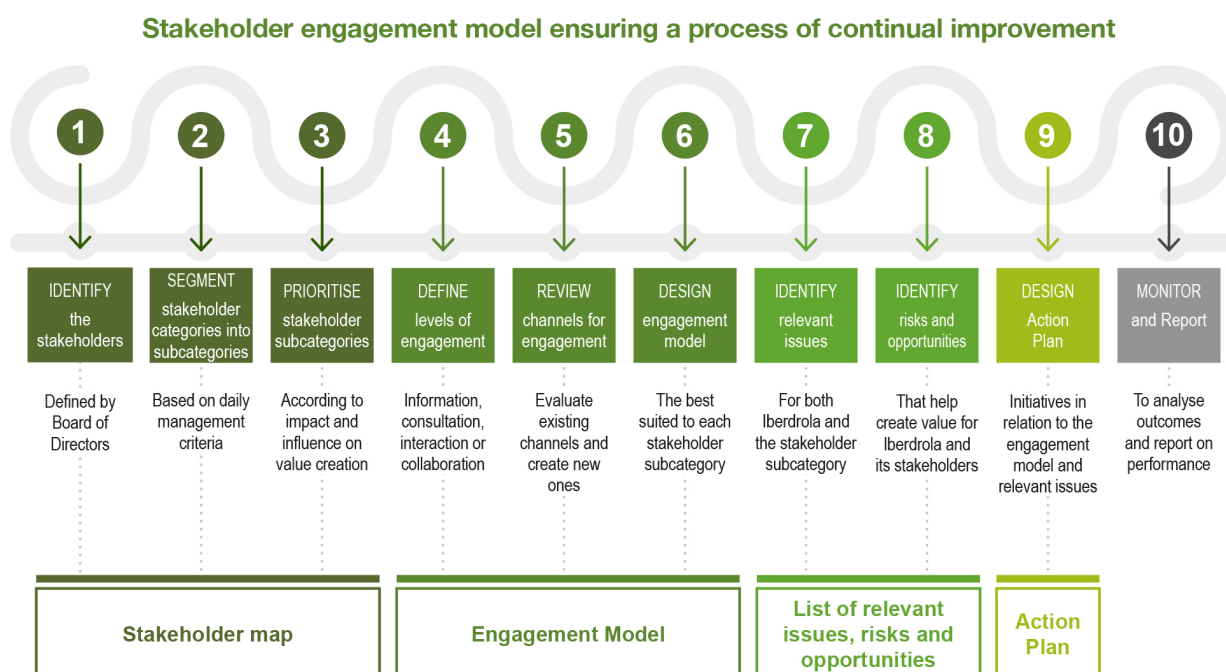 Stakeholder engagement model ensuring a process of continual improvement
1
2
3
4
5
6
7
8
9
10
IDENTIFY
the
stakeholders
SEGMENT
stakeholder
categories into
subcategories
PRIORITISE
stakeholder
subcategories
DEFINE
levels of
engagement
REVIEW
channels for
engagement
DESIGN
engagement
model
IDENTIFY
relevant
issues
IDENTIFY
risks and
opportunities
DESIGN
Action
Plan
MONITOR
and Report
Defined by
Board of
Directors
Based on daily
management
criteria
According to
impact and
influence on
value creation
Information,
consultation,
interaction or
collaboration
Evaluate
existing
channels and
create new
ones
The best
suited to each
stakeholder
subcategory
For both
Iberdrola and
the stakeholder
subcategory
That help
create value for
Iberdrola and
its stakeholders
Initiatives in
relation to the
engagement
model and
relevant issues
To analyse
outcomes
and report on
performance
Stakeholder map
Engagement Model
List of relevant
issues, risks and
opportunities
Action
Plan